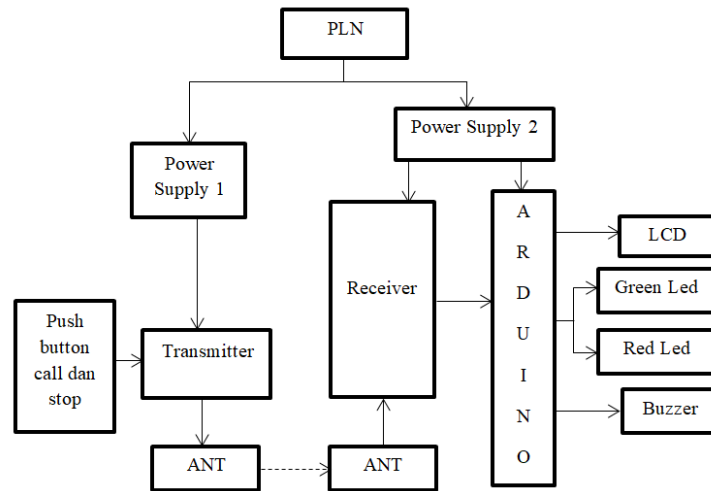 PLN
Power Supply 2
Power
Supply 1
A
R
D
U
I
N
O
LCD
Green Led
Red Led
Buzzer
Receiver
Push
button
call dan
stop
Transmitter
ANT
ANT